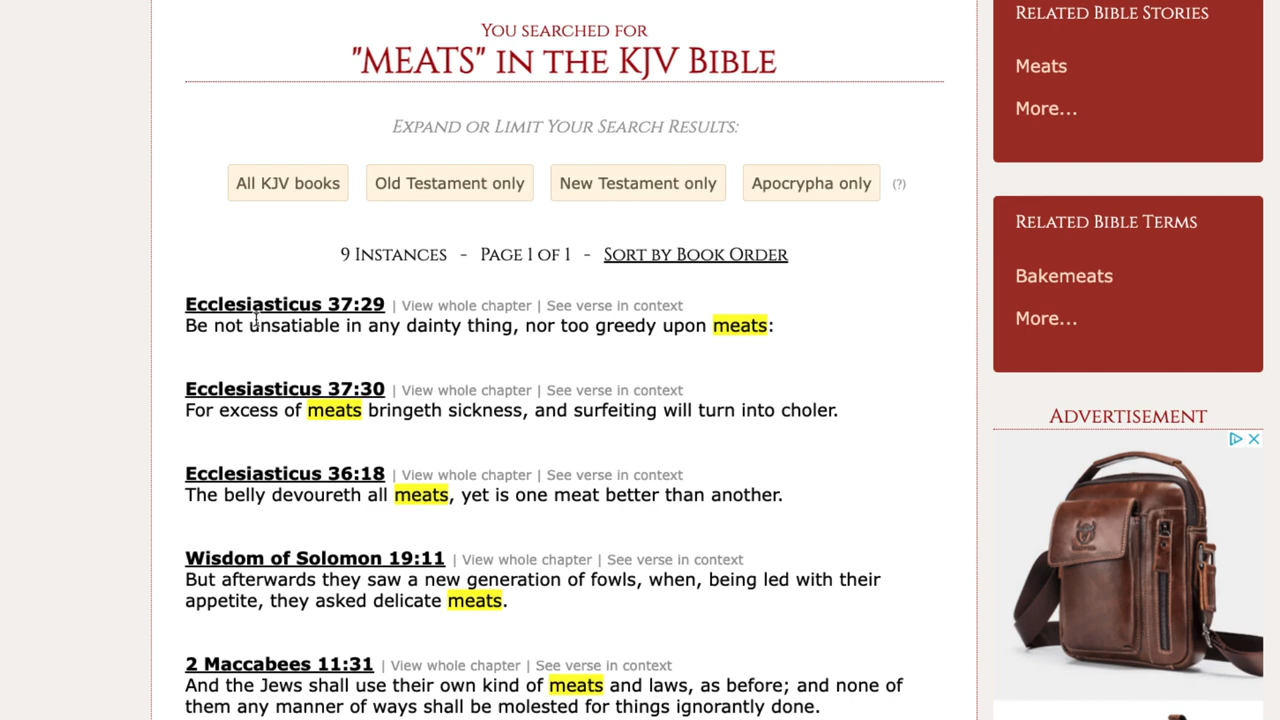 You searched for
"MEATS" in the KJV Bible
Expand or Limit Your Search Results:
All KJV books Old Testament only New Testament only Apocrypha only (?)
9 Instances - Page 1 of 1 - Sort by Book Order
Ecclesiasticus 37:29 | View whole chapter | See verse in context
Be not unsatiable in any dainty thing, nor too greedy upon meats:
Ecclesiasticus 37:30 | View whole chapter | See verse in context
For excess of meats bringeth sickness, and surfeiting will turn into choler.
Ecclesiasticus 36:18 | View whole chapter | See verse in context
The belly devoureth all meats, yet is one meat better than another.
Wisdom of Solomon 19:11 | View whole chapter | See verse in context
But afterwards they saw a new generation of fowls, when, being led with their
appetite, they asked delicate meats.
2 Maccabees 11:31 | View whole chapter | See verse in context
And the Jews shall use their own kind of meats and laws, as before; and none of
them any manner of ways shall be molested for things ignorantly done.
Related Bible Stories
Meats
More...
Related Bible Terms
Bakemeats
More...
Advertisement